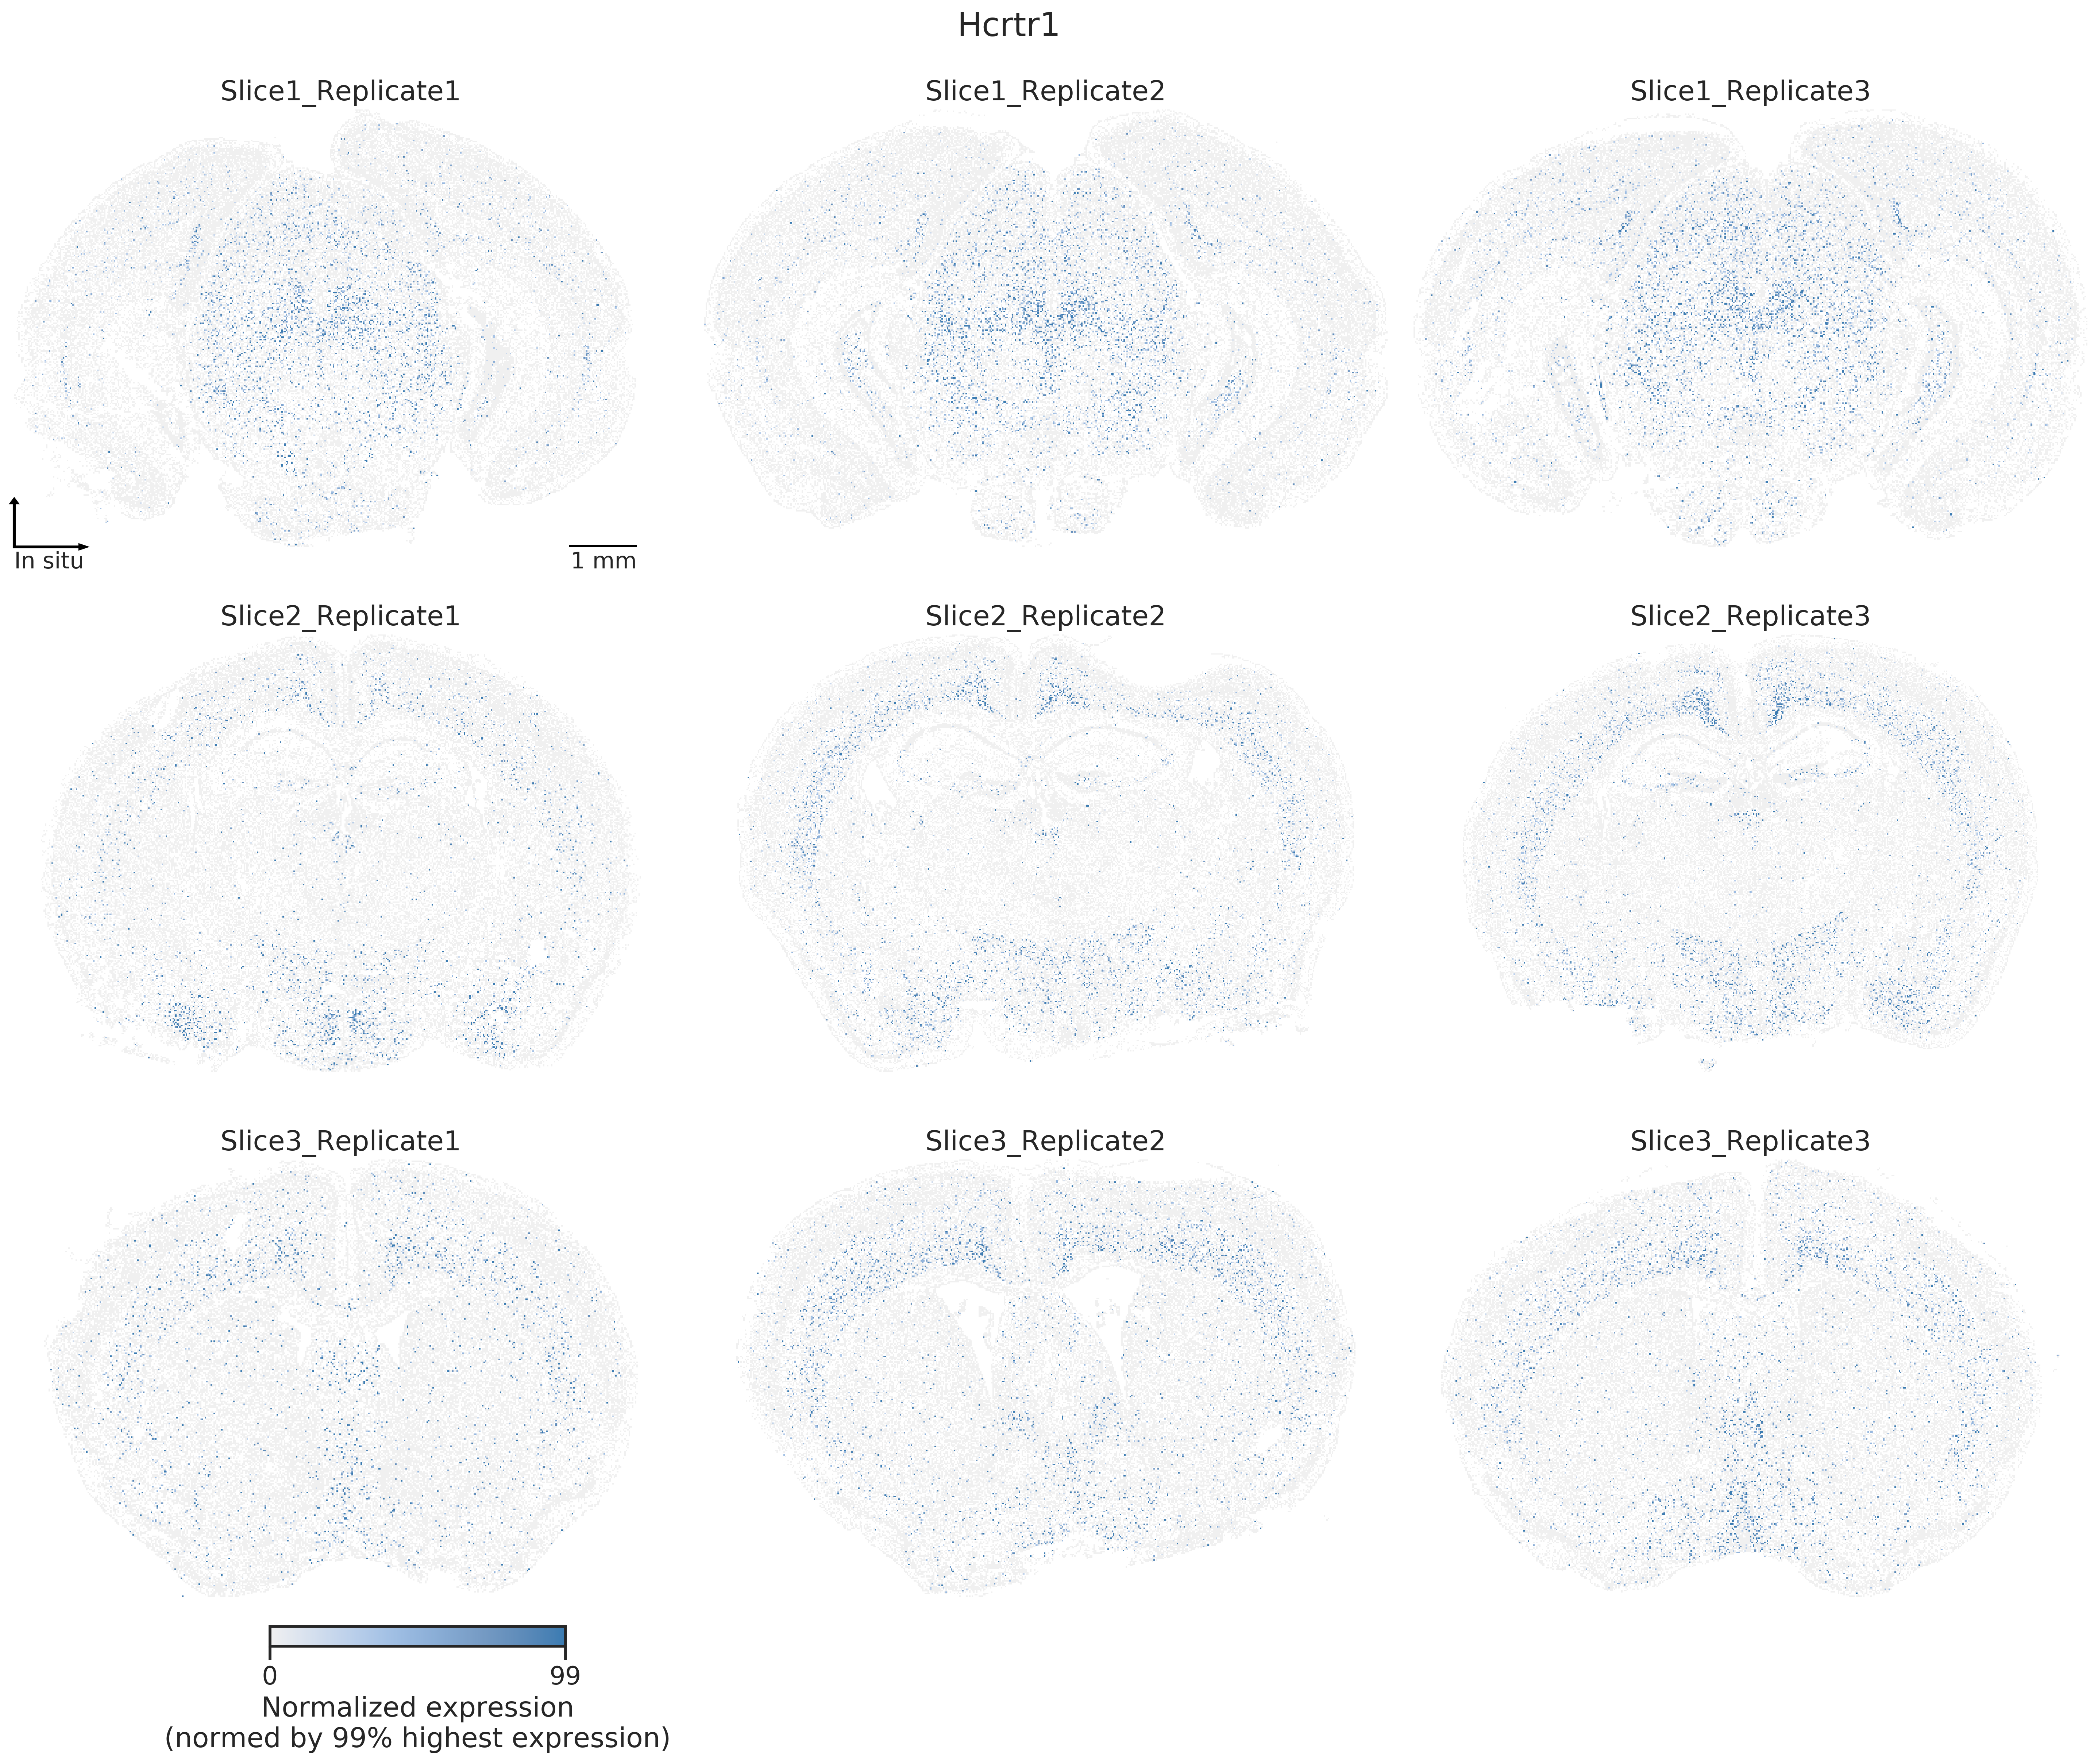 Hcrtr1
Slice1_Replicate1
Slice1_Replicate2
Slice1_Replicate3
In situ
1 mm
Slice2_Replicate1
Slice2_Replicate2
Slice2_Replicate3
Slice3_Replicate1
Slice3_Replicate2
Slice3_Replicate3
0
99
Normalized expression
(normed by 99% highest expression)